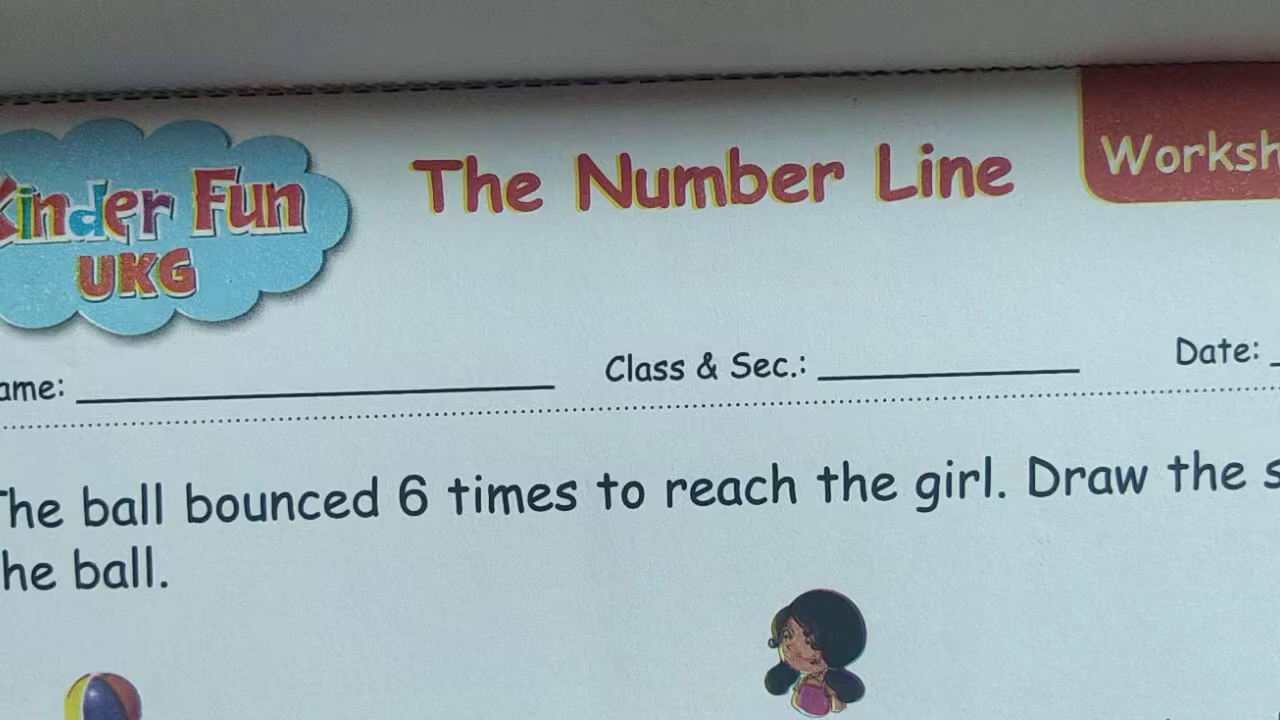 Kinder Fun
UKG
The Number Line
Worksh
ame:
Class & Sec.:
Date:
The ball bounced 6 times to reach the girl. Draw the s
he ball.